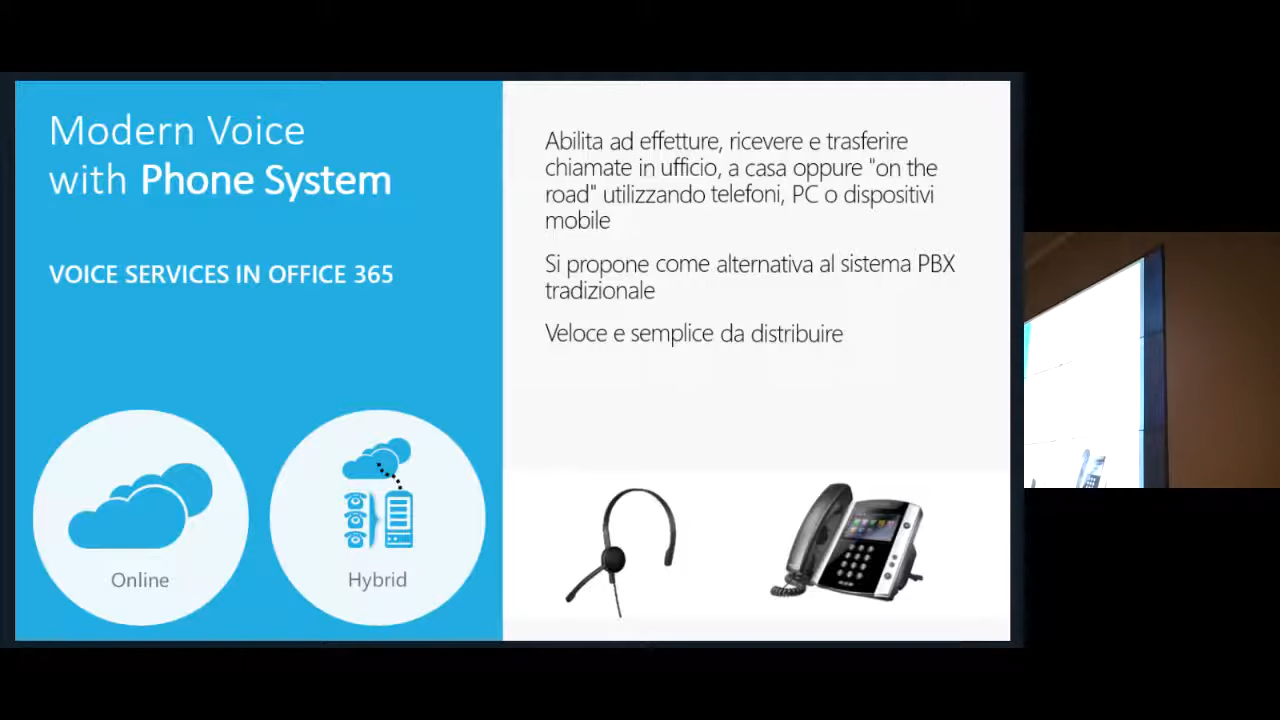 Modern Voice
with Phone System
VOICE SERVICES IN OFFICE 365
Online
Hybrid
Abilita ad effetture, ricevere e trasferire
chiamate in ufficio, a casa oppure "on the
road" utilizzando telefoni, PC o dispositivi
mobile
Si propone come alternativa al sistema PBX
tradizionale
Veloce e semplice da distribuire